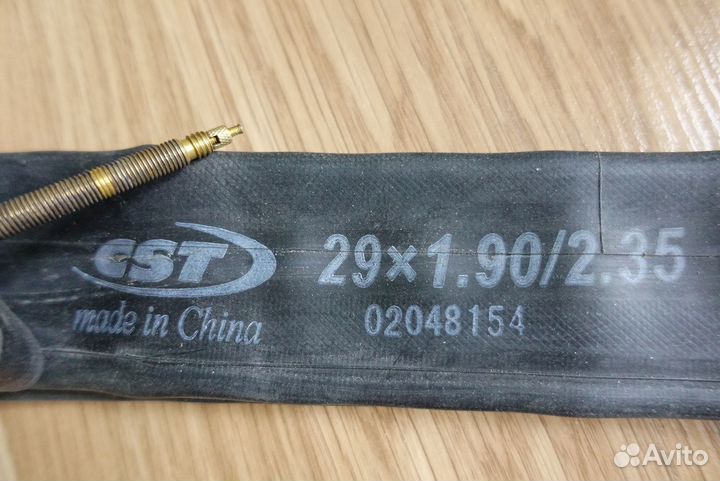 CST 29×1.90/2.35
made in China 02048154
Avito